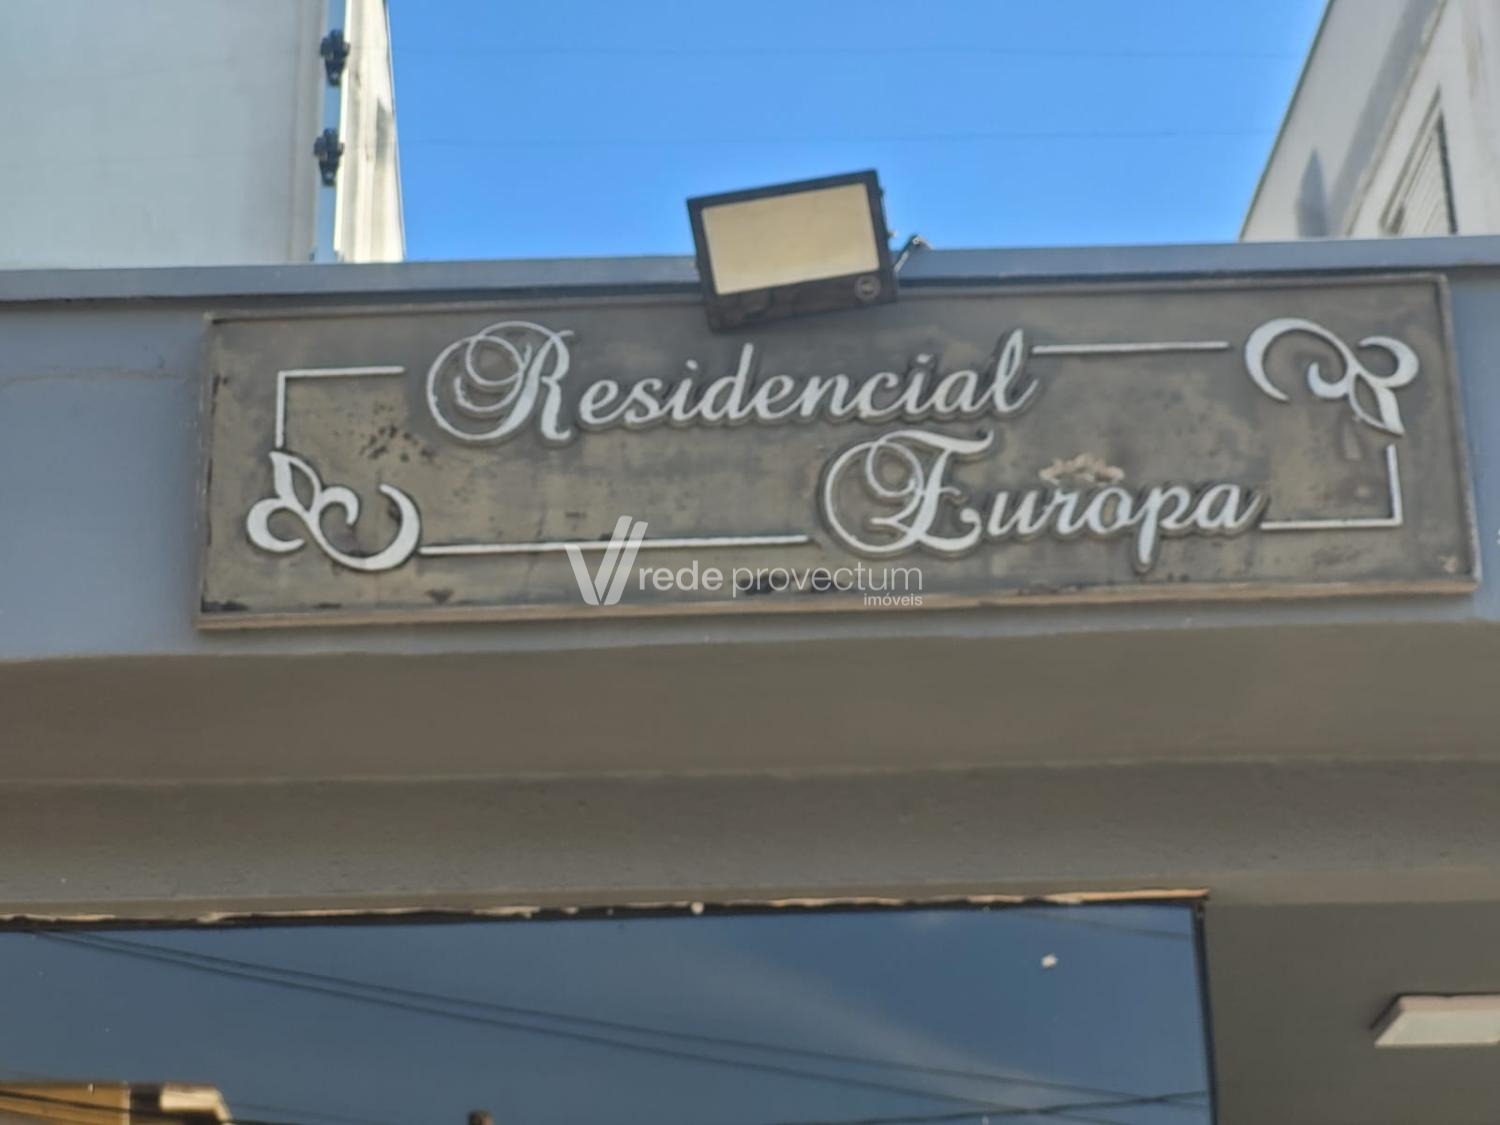 Residencial
Europa
rede provectum
imóveis